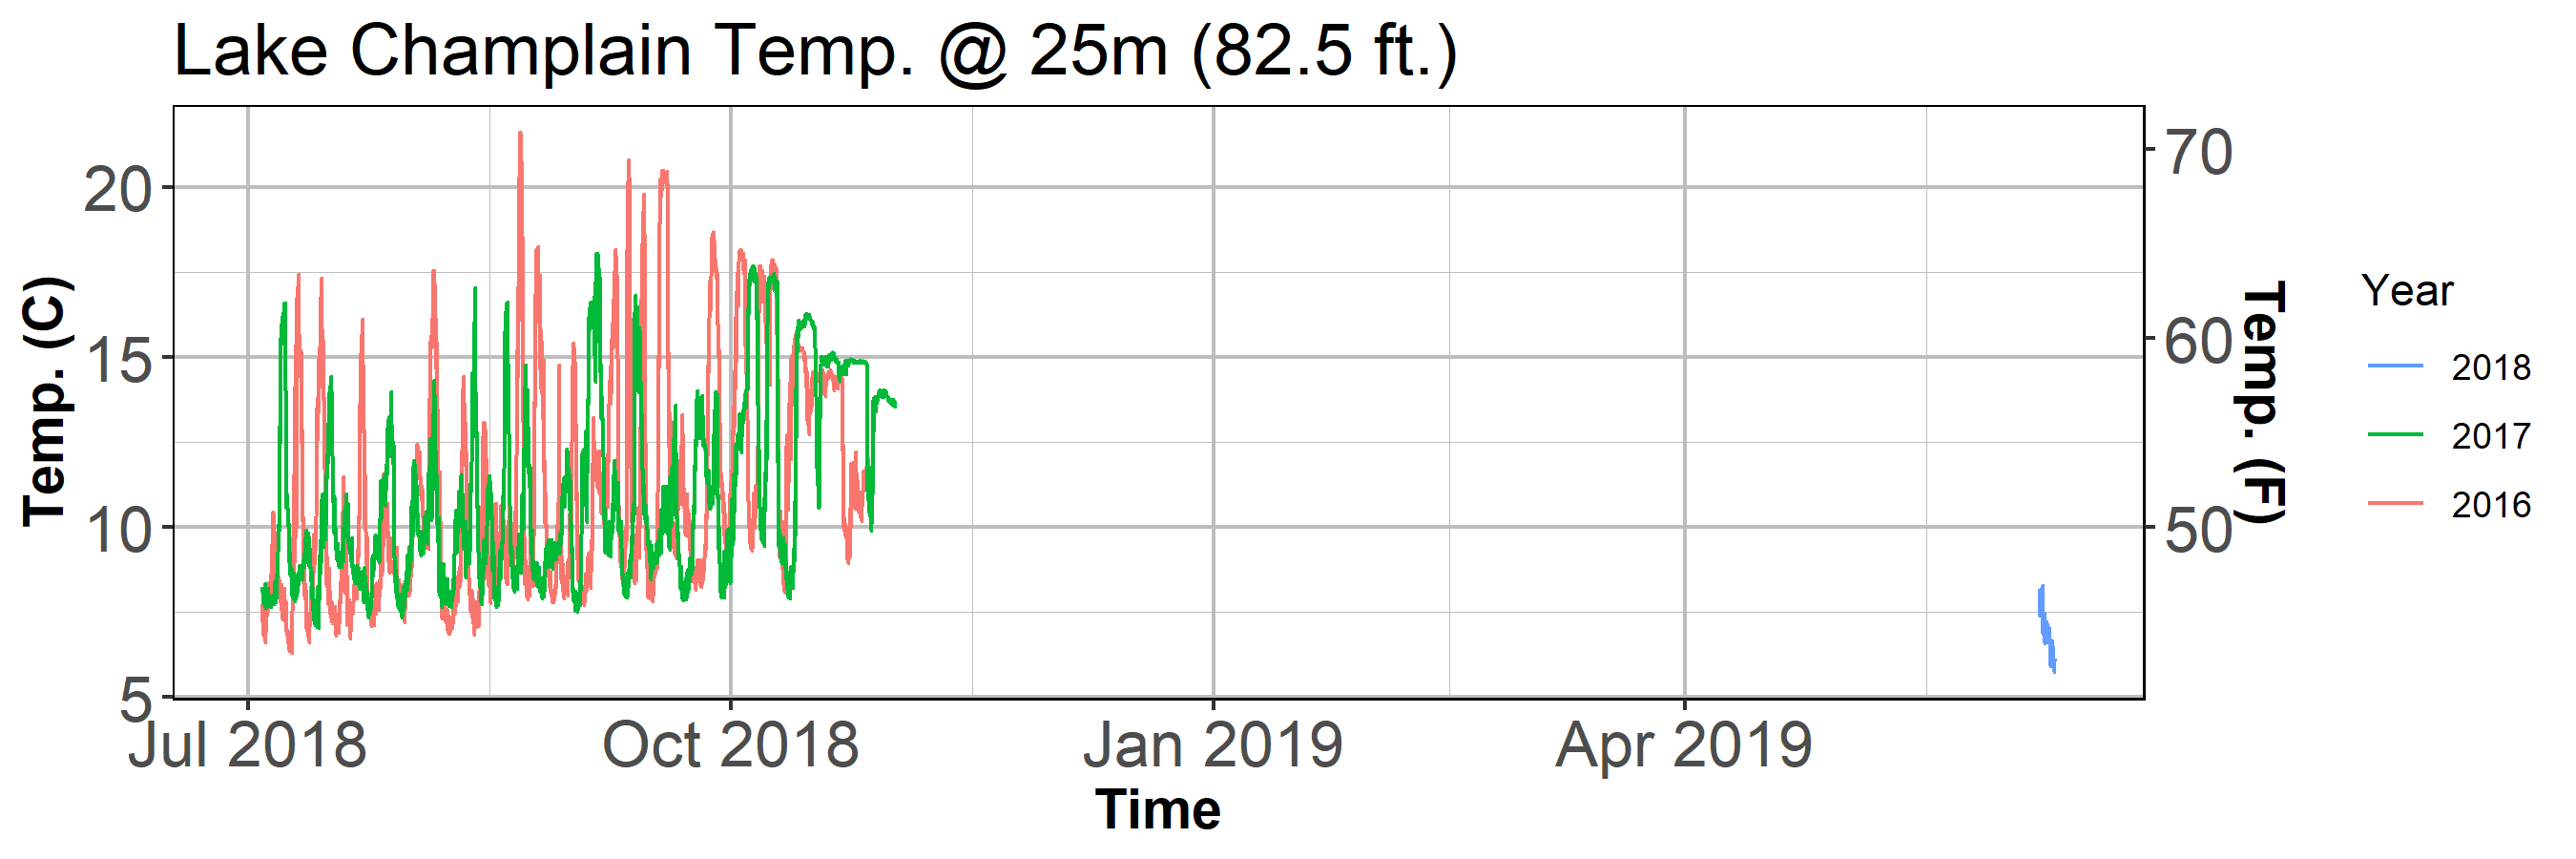 Lake Champlain Temp. @ 25m (82.5 ft.)
Temp. (C)
20
15
10
5
70
60
50
Temp. (F)
Jul 2018
Oct 2018
Jan 2019
Apr 2019
Time
Year
2018
2017
2016